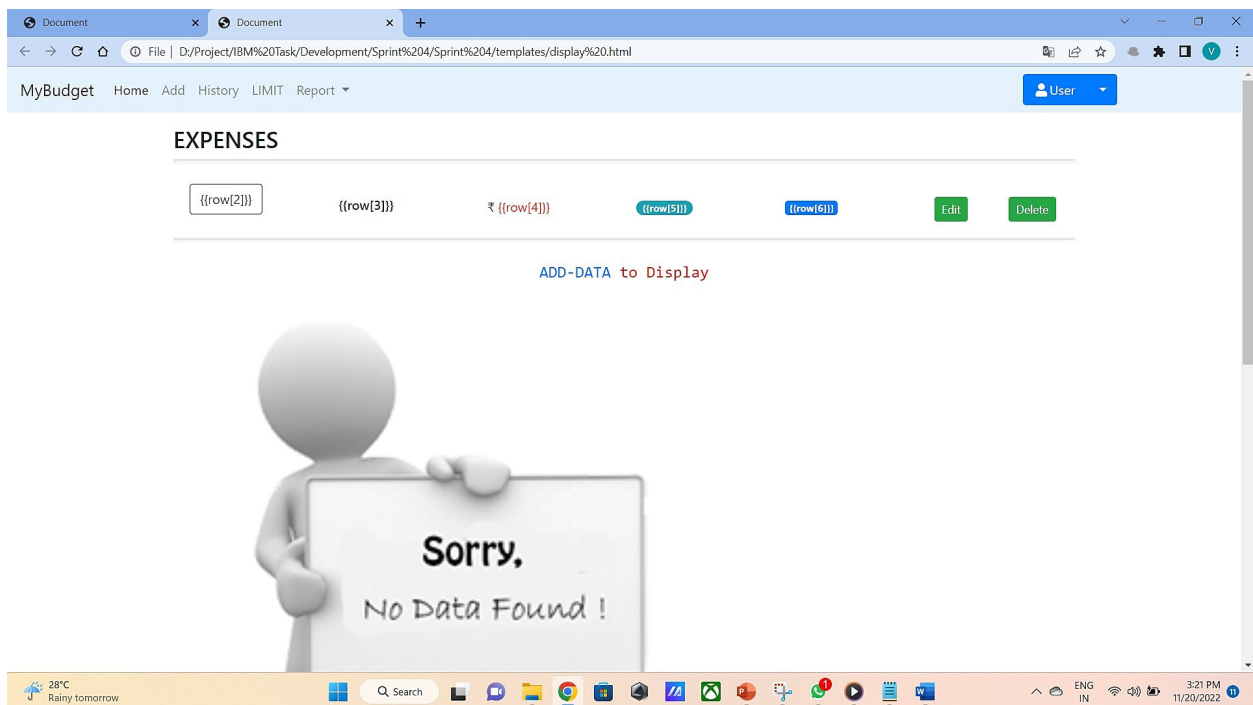 Document
Document
File | D:/Project/IBM%20Task/Development/Sprint%204/Sprint%204/templates/display%20.html
V
MyBudget Home Add History LIMIT Report User
EXPENSES
{{row[2]}} {{row[3]}} ₹ {{row[4]}} {{row[5]}} {{row[6]}} Edit Delete
ADD-DATA to Display
Sorry,
No Data Found !
28°C
Rainy tomorrow
Search
1
ENG
IN
3:21 PM
11/20/2022
11